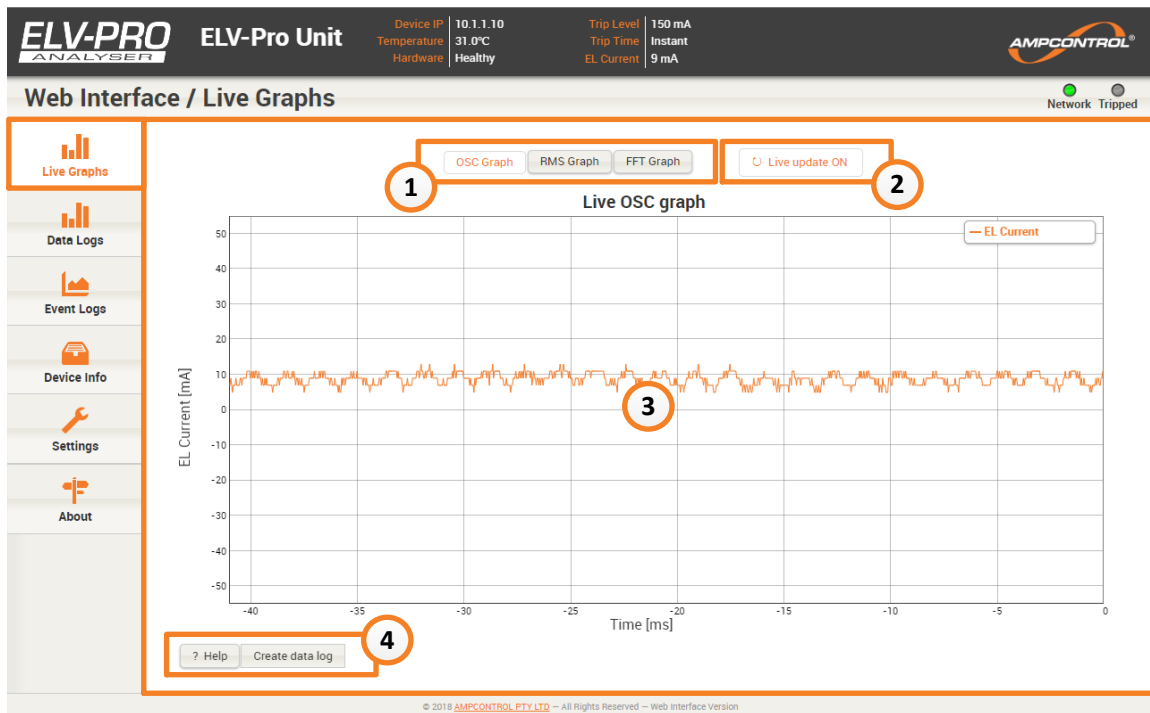 ELV-PRO
ANALYSER
ELV-Pro Unit
Device IP 10.1.1.10
Temperature 31.0°C
Hardware Healthy
Trip Level 150 mA
Trip Time Instant
EL Current 9 mA
AMPCONTROL®
Web Interface / Live Graphs
Network Tripped
Live Graphs
Data Logs
Event Logs
Device Info
Settings
About
OSC Graph RMS Graph FFT Graph
1
Live update ON
2
Live OSC graph
EL Current
50
40
30
20
10
0
-10
-20
-30
-40
-50
EL Current [mA]
3
-40 -35 -30 -25 -20 -15 -10 -5 0
Time [ms]
4
? Help Create data log
© 2018 AMPCONTROL PTY LTD — All Rights Reserved — Web Interface Version